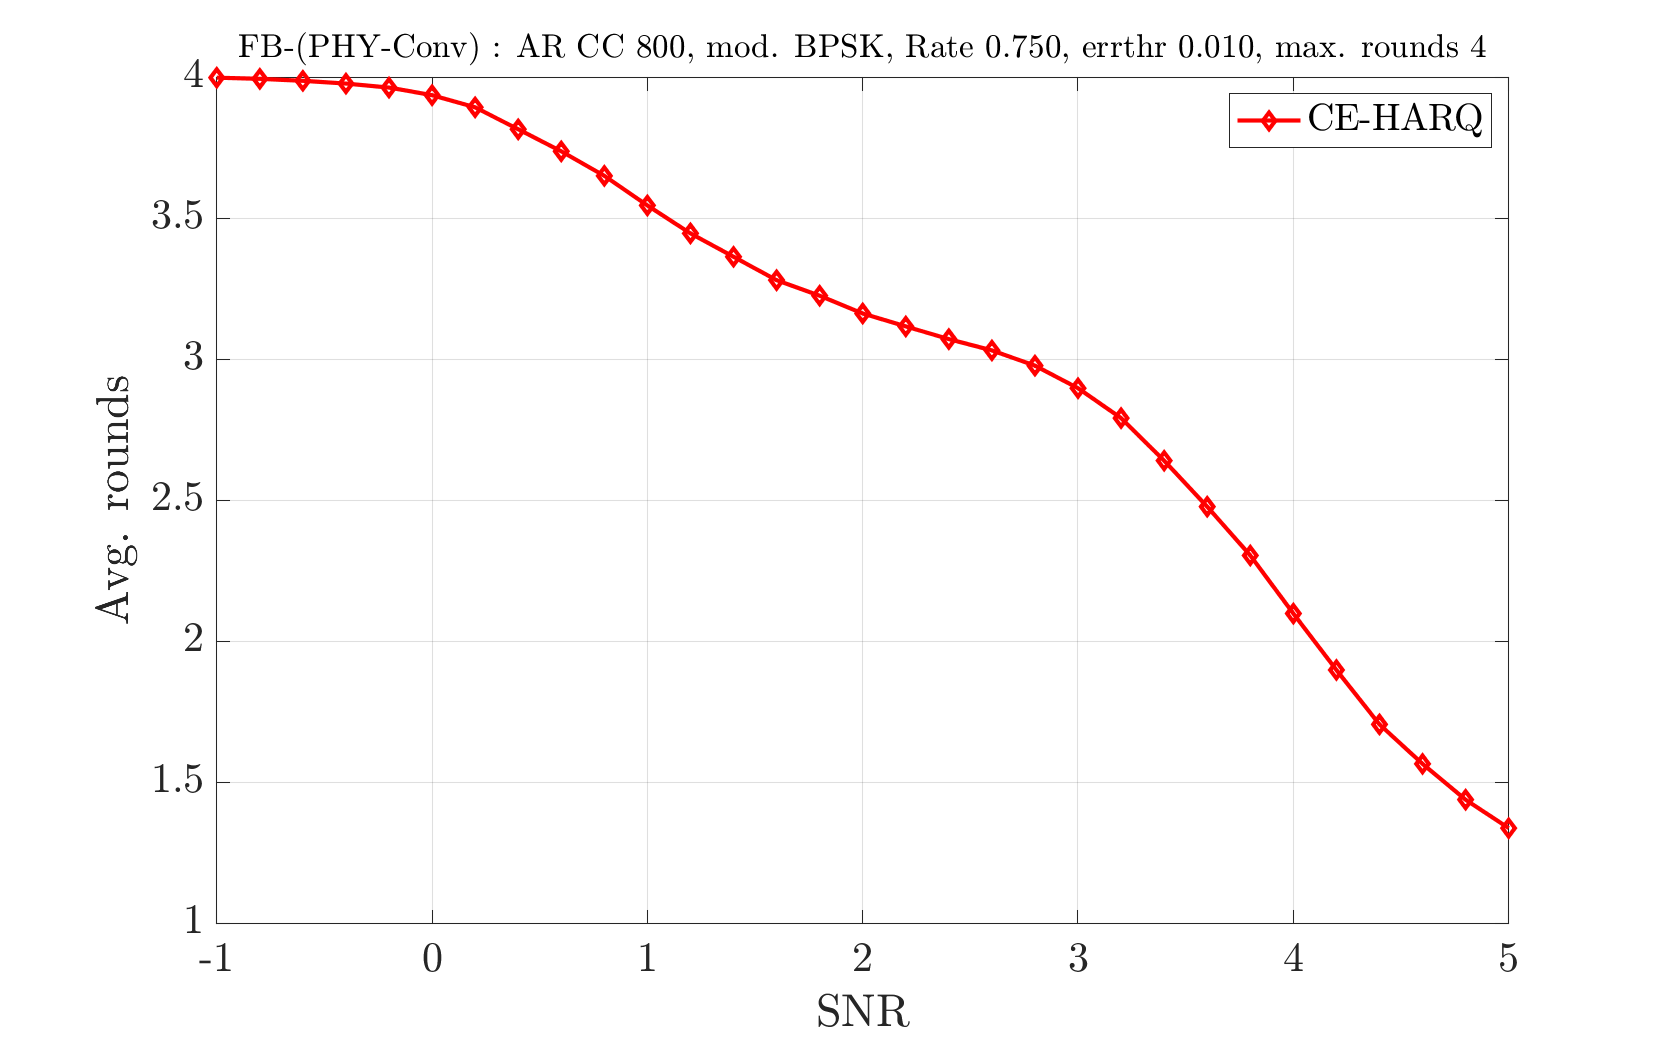 FB-(PHY-Conv) : AR CC 800, mod. BPSK, Rate 0.750, errthr 0.010, max. rounds 4
CE-HARQ
4
3.5
3
2.5
2
1.5
1
Avg. rounds
-1 0 1 2 3 4 5
SNR